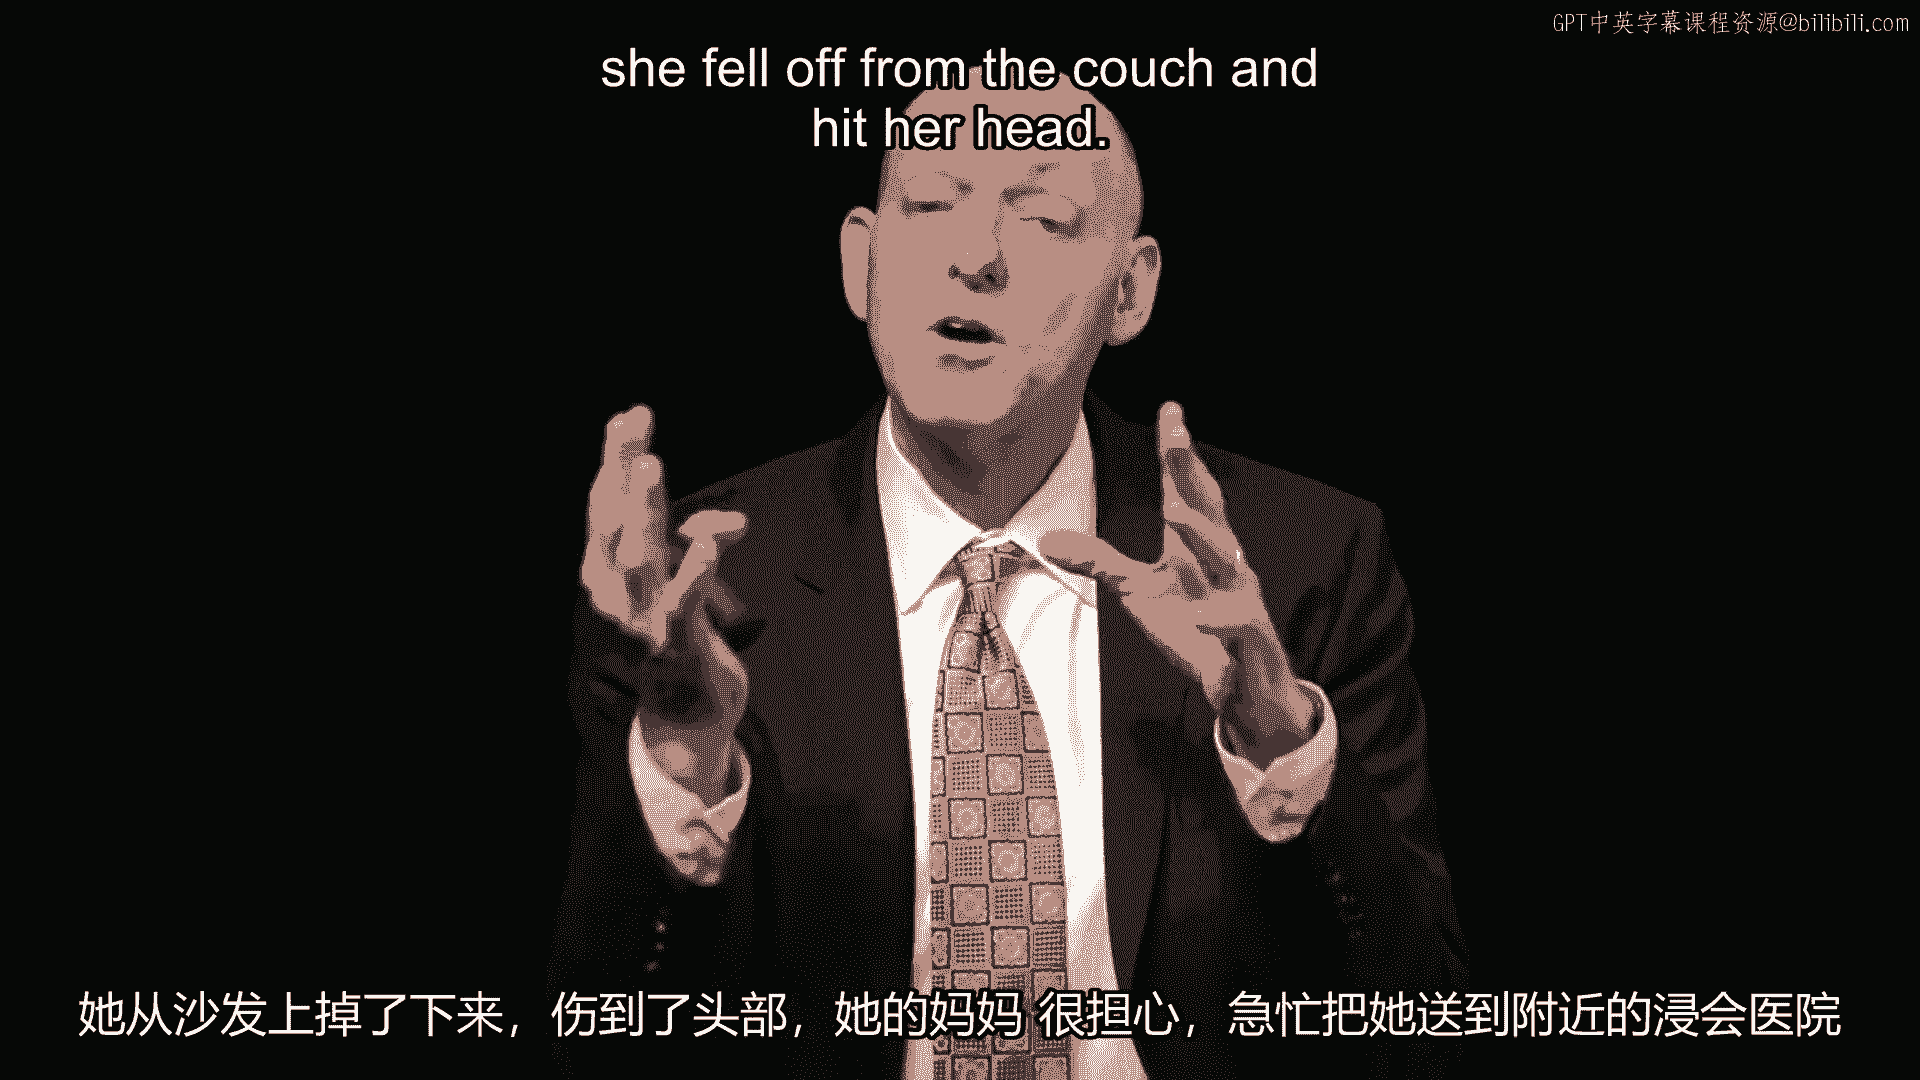 GPT中英字幕课程资源@bilibili.com
she fell off from the couch and
hit her head.
她从沙发上掉了下来，伤到了头部，她的妈妈 很担心，急忙把她送到附近的浸会医院